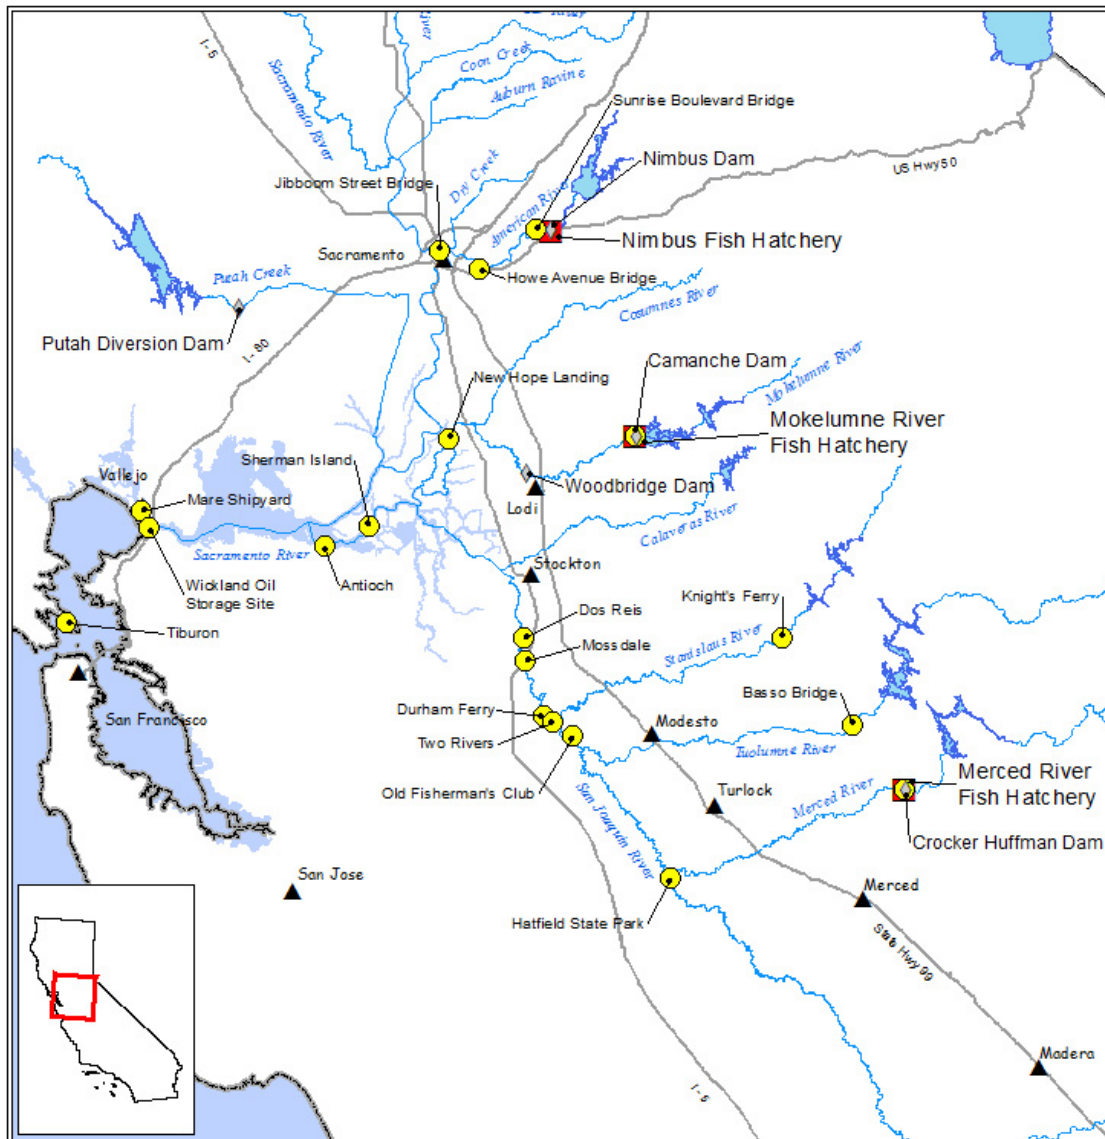 I-5
River
River
Coon Creek
Auburn Ravine
Sacramento
River
Sunrise Boulevard Bridge
Nimbus Dam
US Hwy 50
Dry Creek
Jibboom Street Bridge
American River
Nimbus Fish Hatchery
Sacramento
Howe Avenue Bridge
Putah Creek
Cosumnes River
Putah Diversion Dam
I-80
New Hope Landing
Camanche Dam
Mokelumne River
Mokelumne River
Fish Hatchery
Sherman Island
Vallejo
Mare Shipyard
Woodbridge Dam
Lodi
Calaveras River
Sacramento River
Antioch
Wickland Oil
Storage Site
Stockton
Tiburon
Dos Reis
Knight's Ferry
Mossdale
Stanislaus River
San Francisco
Durham Ferry
Two Rivers
Basso Bridge
Modesto
Tuolumne River
Old Fisherman's Club
Merced River
Fish Hatchery
Turlock
Merced River
San Joaquin River
Crocker Huffman Dam
San Jose
Merced
Hatfield State Park
State Hwy 99
Madera
I-5